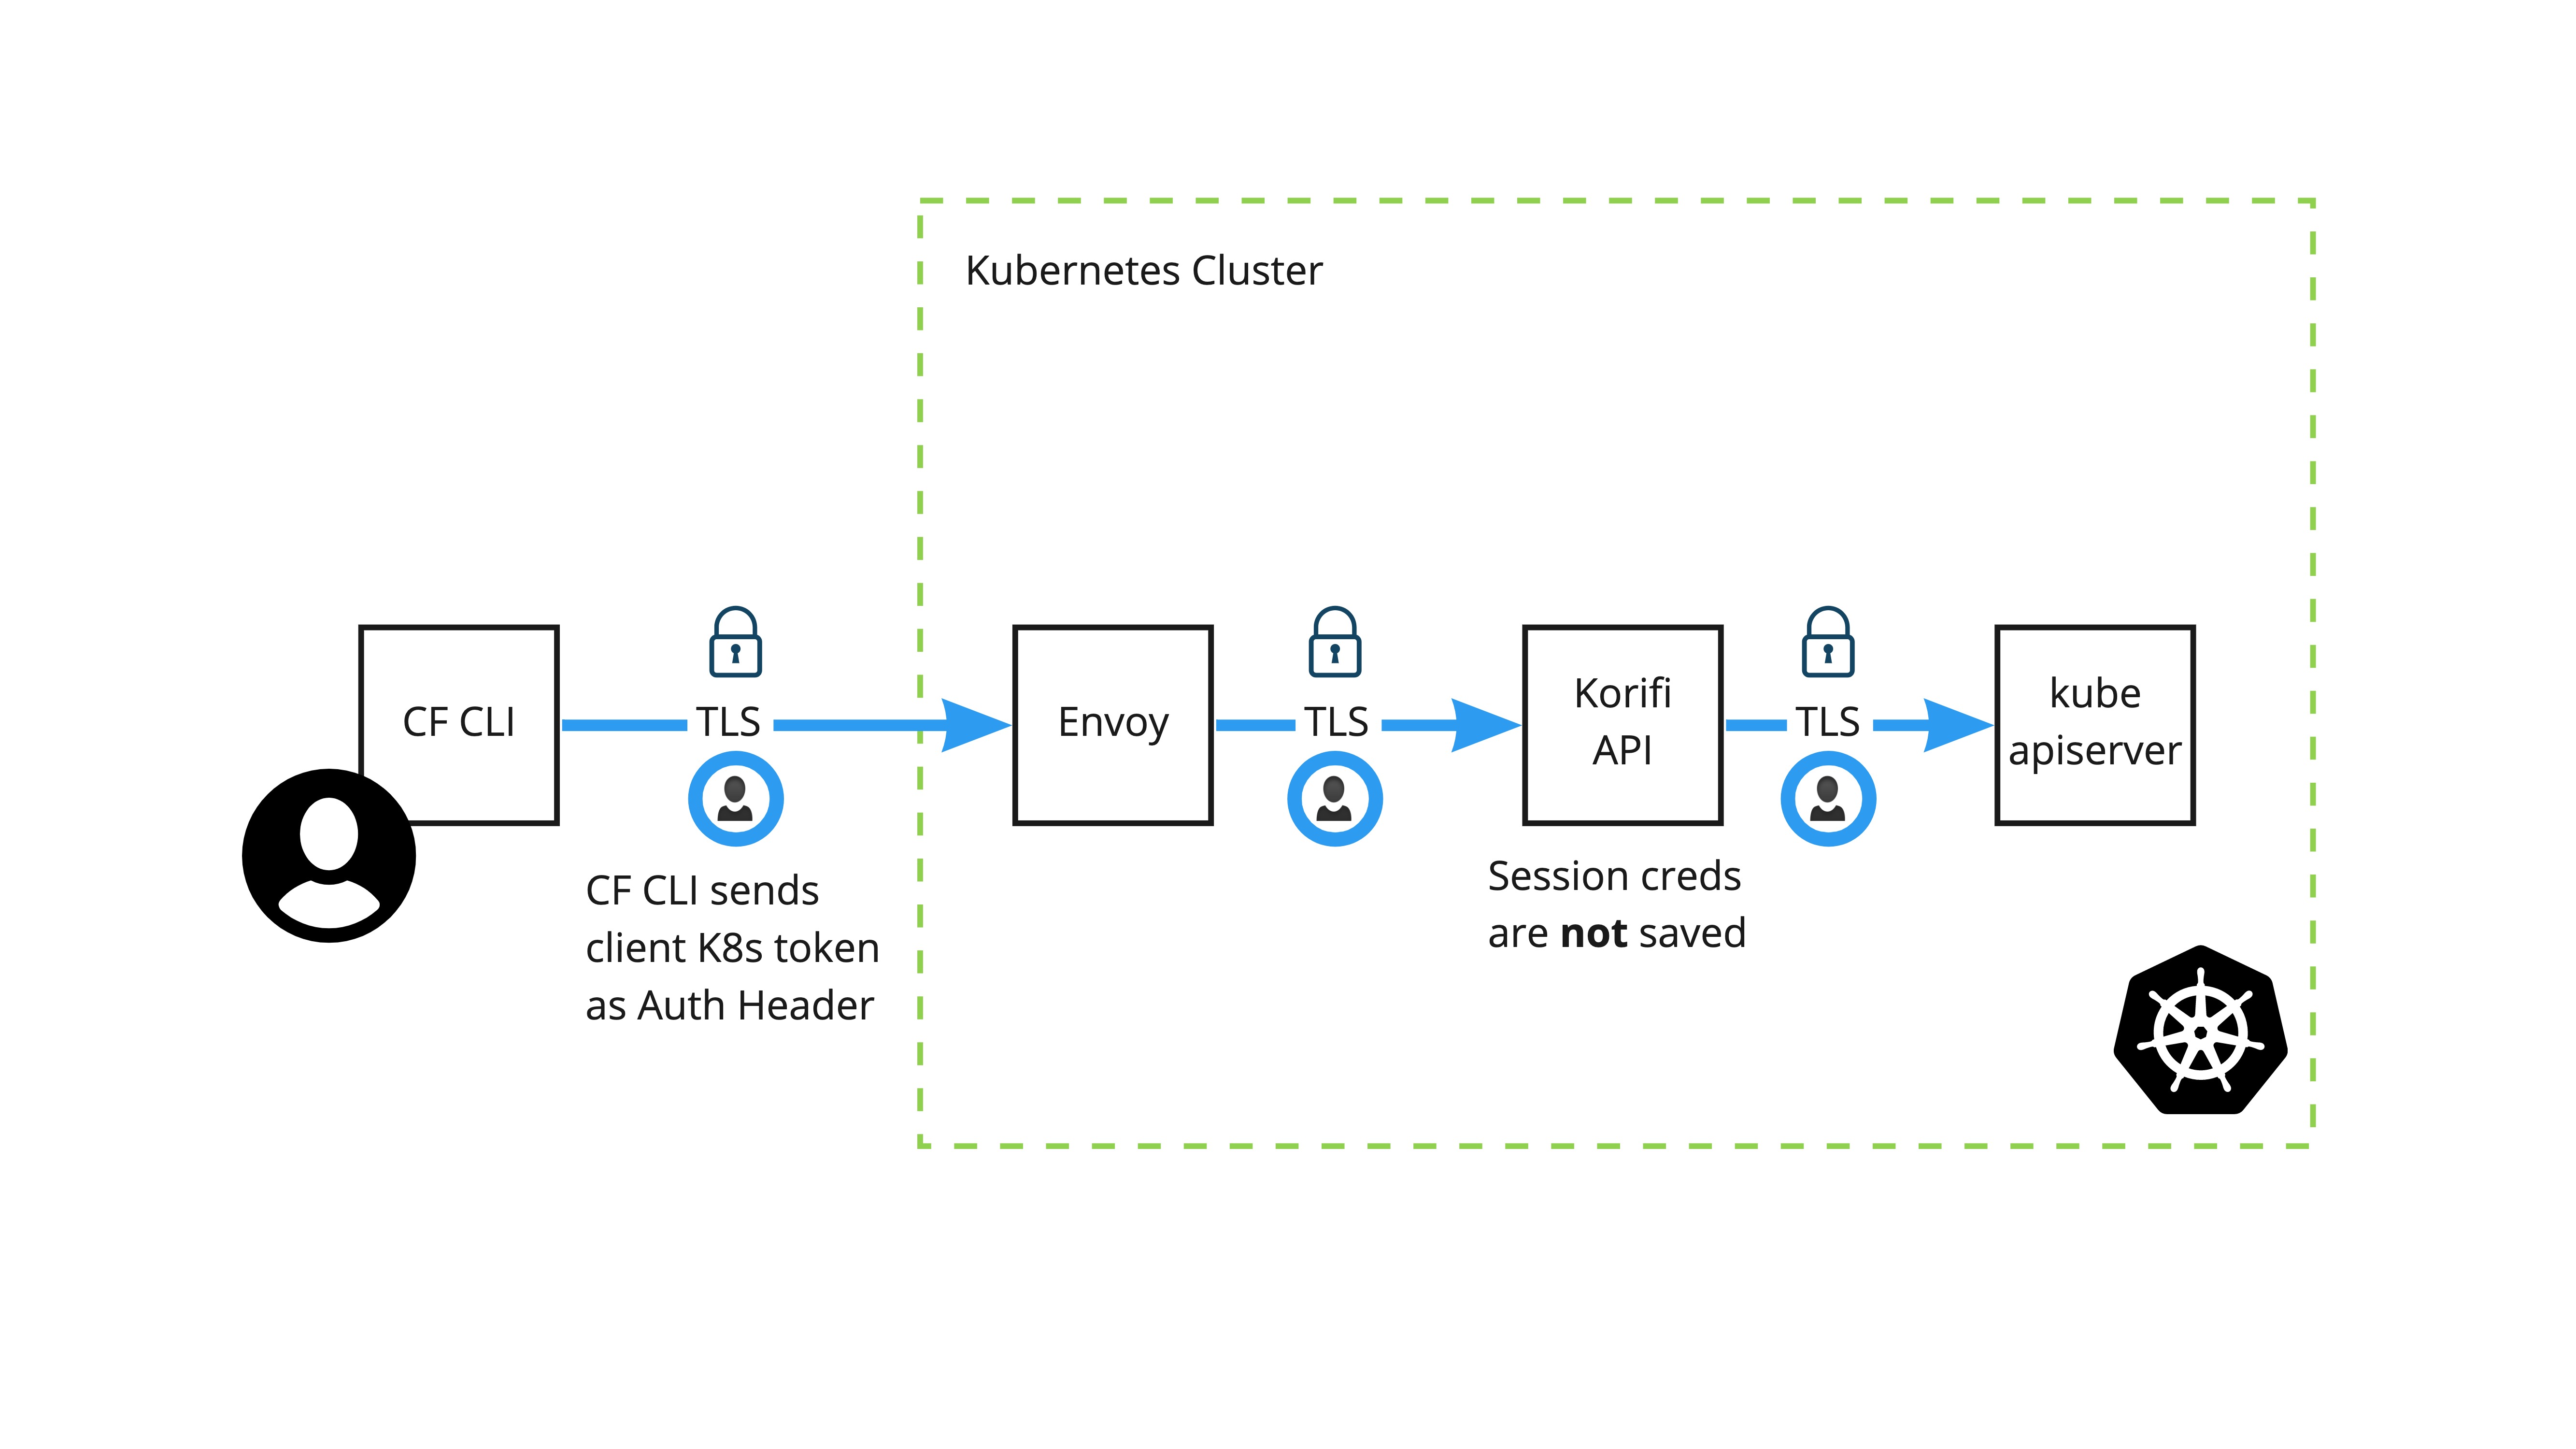 Kubernetes Cluster
CF CLI
TLS
Envoy
TLS
Korifi
API
TLS
kube
apiserver
CF CLI sends
client K8s token
as Auth Header
Session creds
are not saved